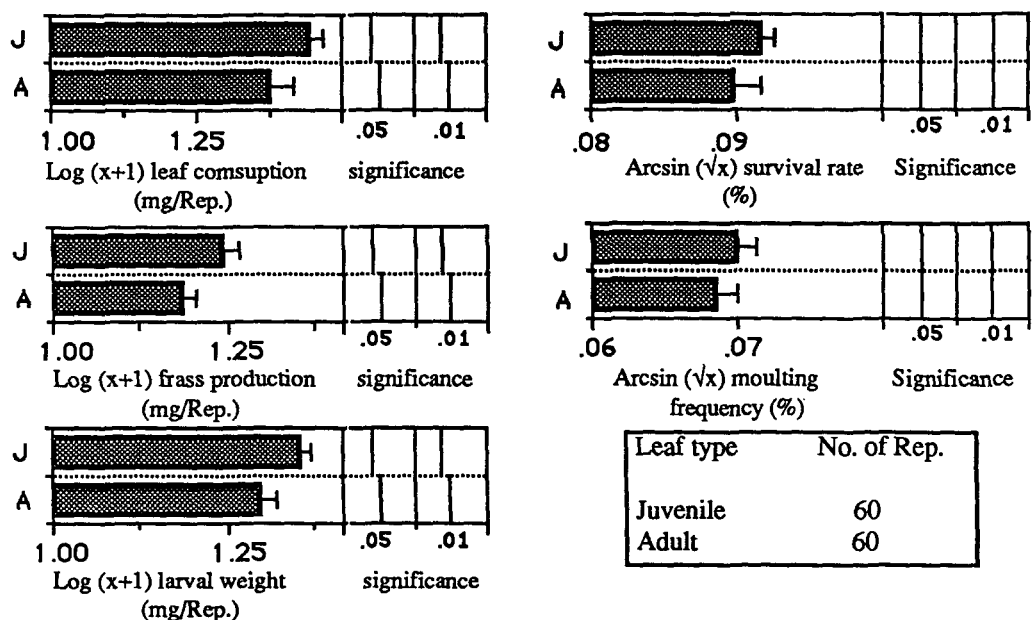 J
A
1.00 1.25 .05 .01
Log (x+1) leaf comsuption significance
(mg/Rep.)
J
A
.08 .09 .05 .01
Arcsin (√x) survival rate Significance
(%)
J
A
1.00 1.25 .05 .01
Log (x+1) frass production significance
(mg/Rep.)
J
A
.06 .07 .05 .01
Arcsin (√x) moulting Significance
frequency (%)
J
A
1.00 1.25 .05 .01
Log (x+1) larval weight significance
(mg/Rep.)
Leaf type No. of Rep.
Juvenile 60
Adult 60